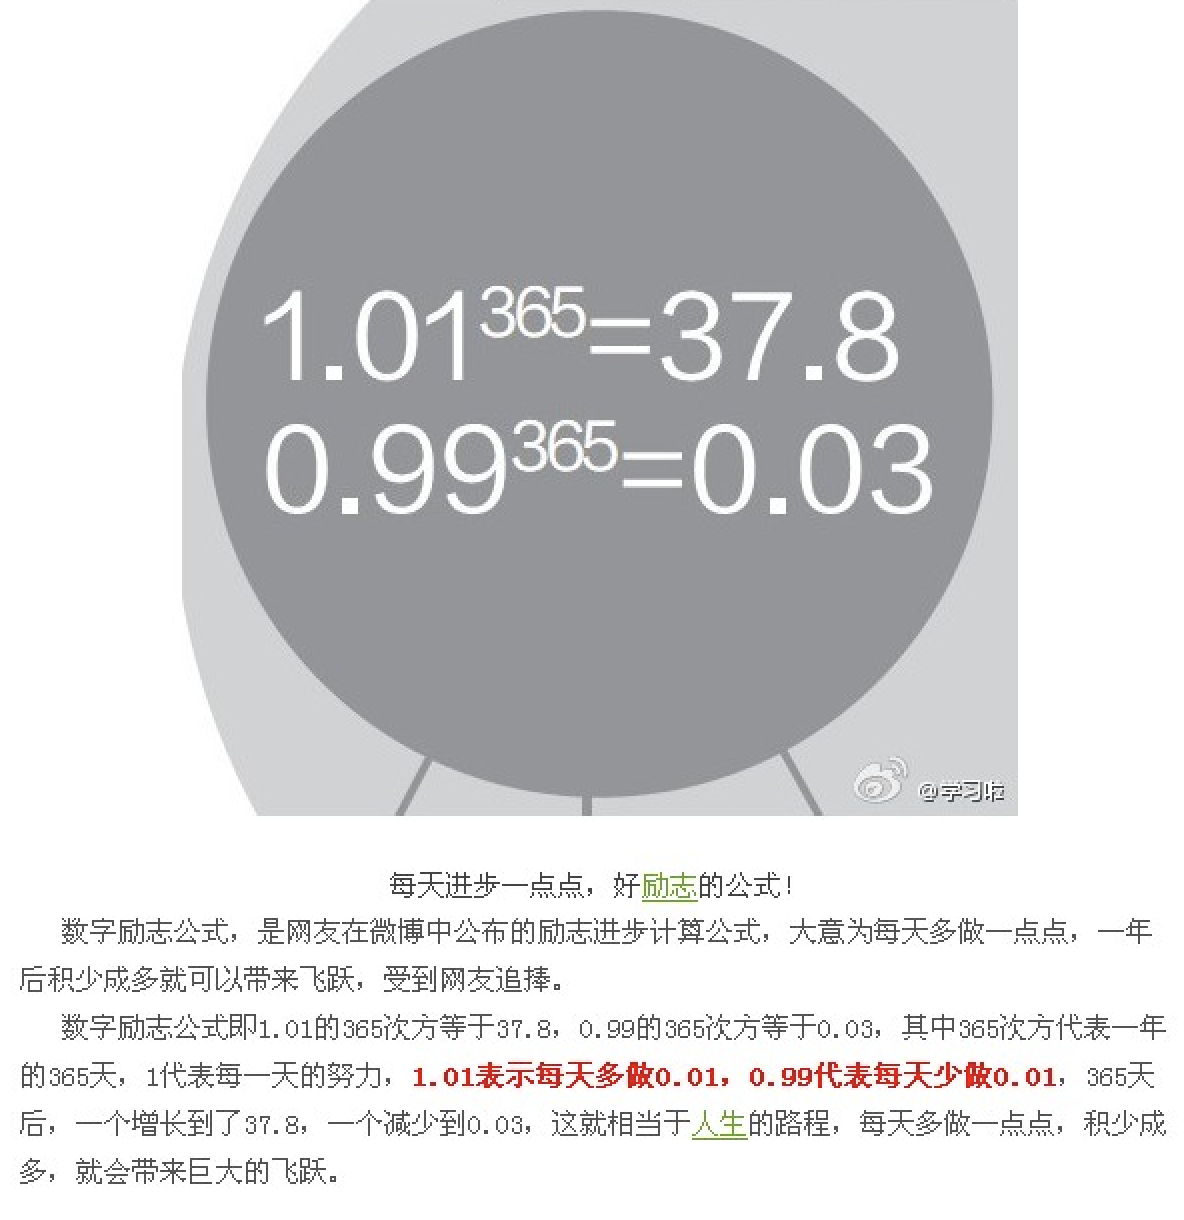 1.01³⁶⁵=37.8
0.99³⁶⁵=0.03
@学习啦
每天进步一点点，好励志的公式！
数字励志公式，是网友在微博中公布的励志进步计算公式，大意为每天多做一点点，一年
后积少成多就可以带来飞跃，受到网友追捧。
数字励志公式即1.01的365次方等于37.8，0.99的365次方等于0.03，其中365次方代表一年
的365天，1代表每一天的努力，1.01表示每天多做0.01，0.99代表每天少做0.01，365天
后，一个增长到了37.8，一个减少到0.03，这就相当于人生的路程，每天多做一点点，积少成
多，就会带来巨大的飞跃。